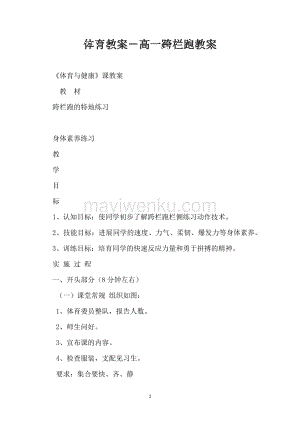 体育教案－高一跨栏跑教案
《体育与健康》课教案
教 材
跨栏跑的特地练习
身体素养练习
教
学
目
标
1、认知目标：使同学初步了解跨栏跑栏侧练习动作技术。
2、技能目标：进展同学的速度、力气、柔韧、爆发力等身体素养。
3、训练目标：培育同学的快速反应力量和勇于拼搏的精神。
实 施 过 程
一、开头部分（8 分钟左右）
（一）课堂常规 组织如图：
1、体育委员整队，报告人数。
2、师生问好。
3、宣布课的内容。
4、检查服装，支配见习生。
要求：集合要快、齐、静
mayiwenku.com